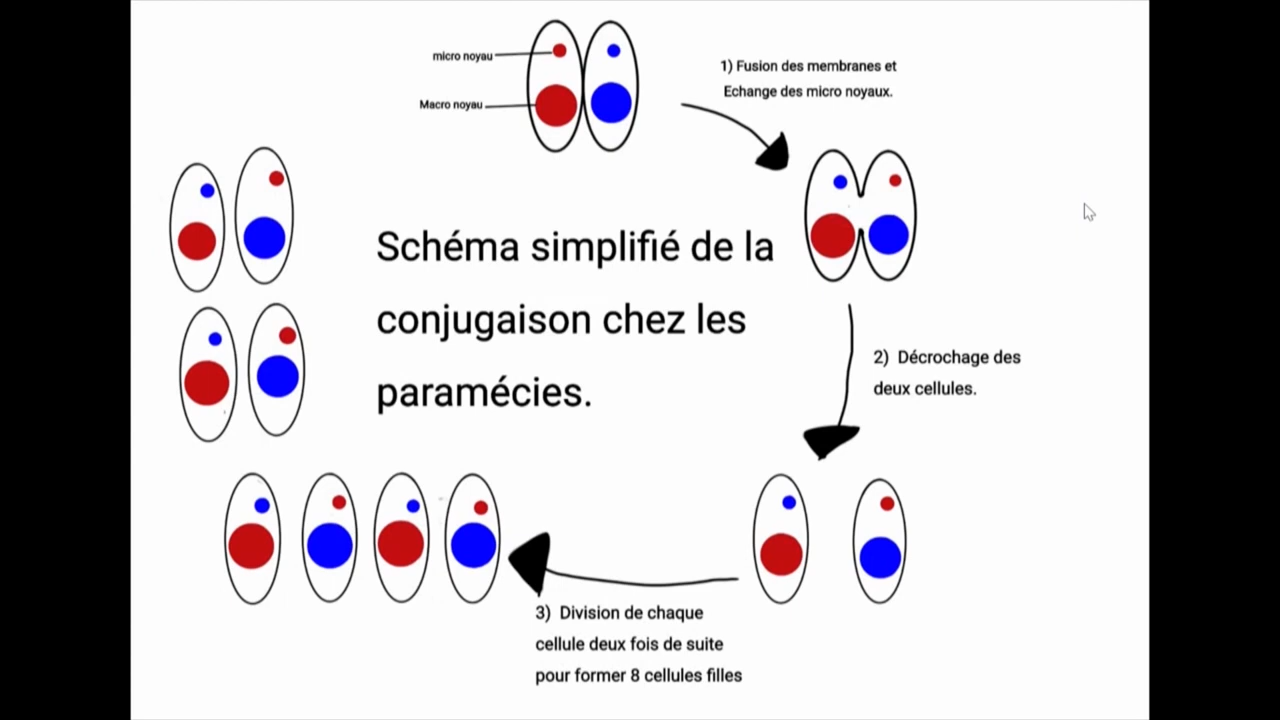 micro noyau
Macro noyau
1) Fusion des membranes et
Echange des micro noyaux.
Schéma simplifié de la
conjugaison chez les
paramécies.
2) Décrochage des
deux cellules.
3) Division de chaque
cellule deux fois de suite
pour former 8 cellules filles